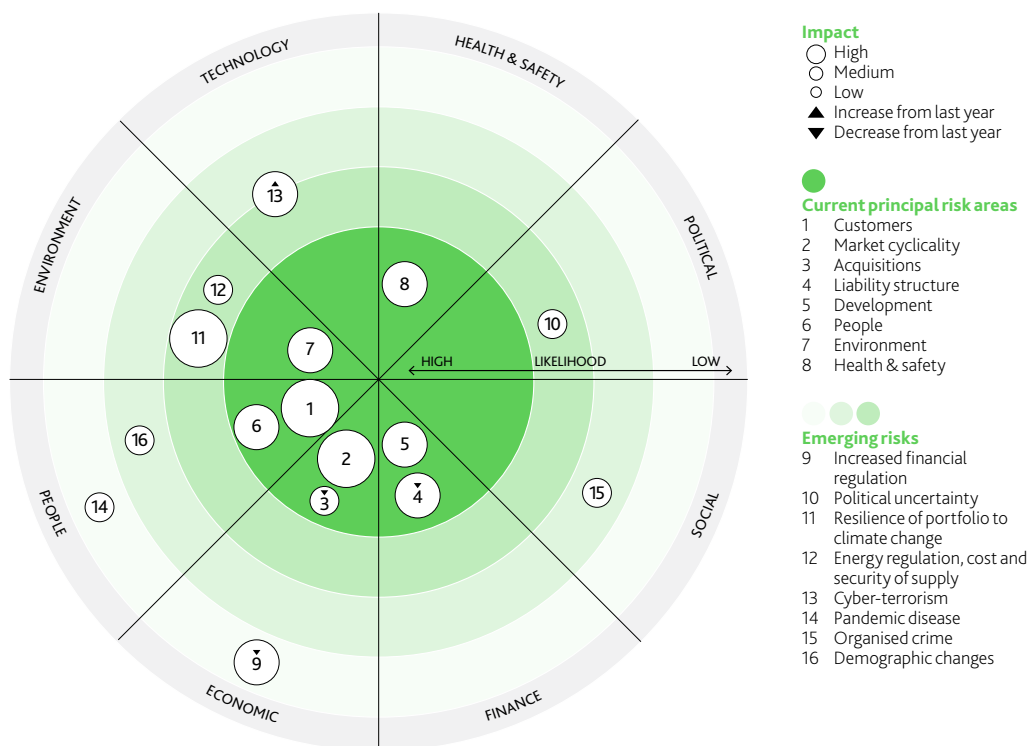 TECHNOLOGY
HEALTH & SAFETY
ENVIRONMENT
POLITICAL
PEOPLE
SOCIAL
ECONOMIC
FINANCE
HIGH
LIKELIHOOD
LOW
13
12
11
8
10
7
1
6
2
5
3
4
16
14
15
9
Impact
High
Medium
Low
Increase from last year
Decrease from last year
Current principal risk areas
1 Customers
2 Market cyclicality
3 Acquisitions
4 Liability structure
5 Development
6 People
7 Environment
8 Health & safety
Emerging risks
9 Increased financial
regulation
10 Political uncertainty
11 Resilience of portfolio to
climate change
12 Energy regulation, cost and
security of supply
13 Cyber-terrorism
14 Pandemic disease
15 Organised crime
16 Demographic changes